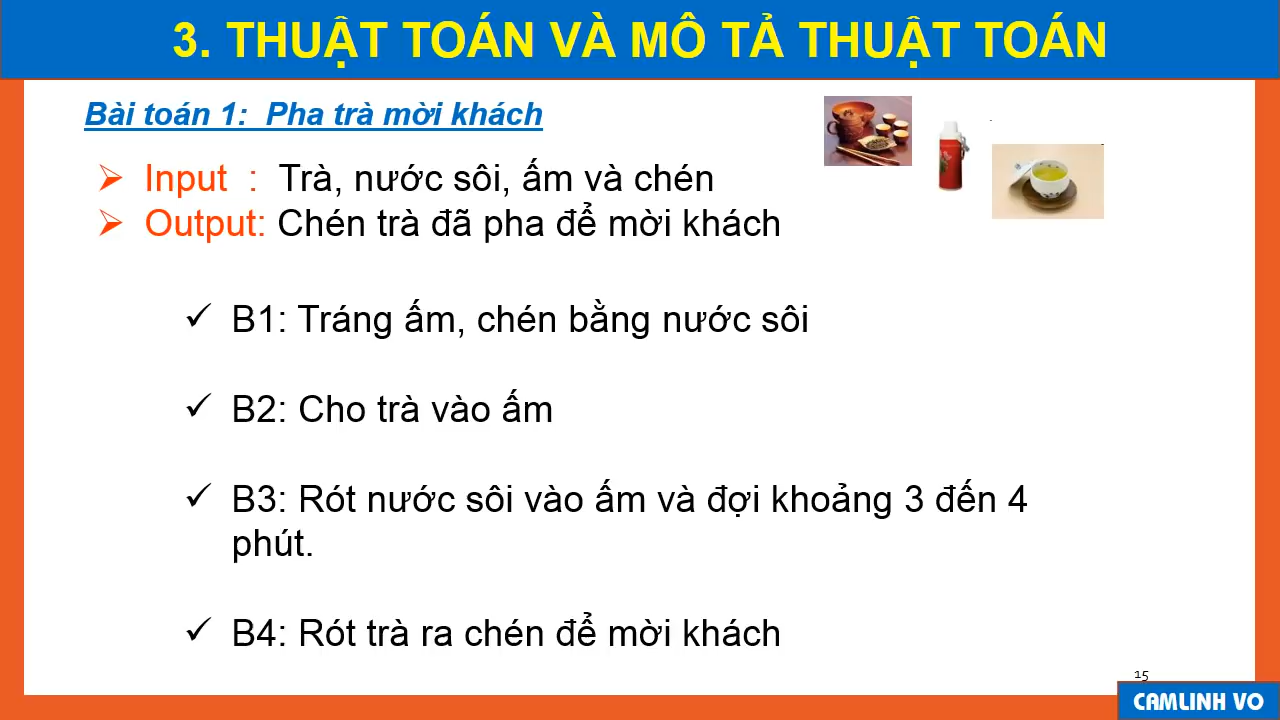 3. THUẬT TOÁN VÀ MÔ TẢ THUẬT TOÁN
Bài toán 1: Pha trà mời khách
Input : Trà, nước sôi, ấm và chén
Output: Chén trà đã pha để mời khách
B1: Tráng ấm, chén bằng nước sôi
B2: Cho trà vào ấm
B3: Rót nước sôi vào ấm và đợi khoảng 3 đến 4
phút.
B4: Rót trà ra chén để mời khách
15
CAMLINH VO